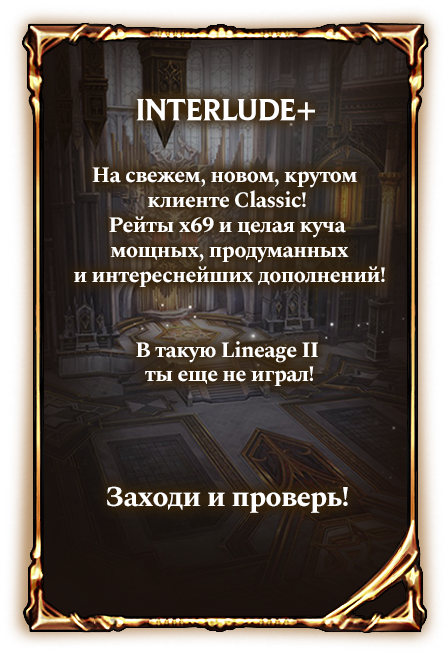 INTERLUDE+
На свежем, новом, крутом
клиенте Classic!
Рейты x69 и целая куча
мощных, продуманных
и интереснейших дополнений!
В такую Lineage II
ты еще не играл!
Заходи и проверь!